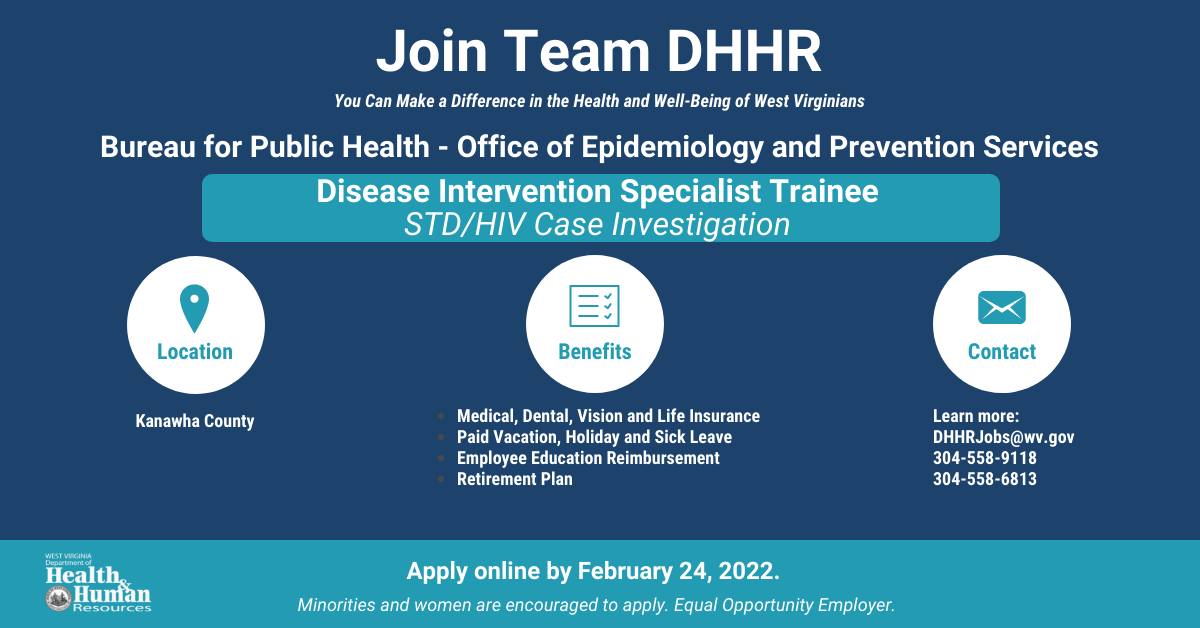 Join Team DHHR
You Can Make a Difference in the Health and Well-Being of West Virginians
Bureau for Public Health - Office of Epidemiology and Prevention Services
Disease Intervention Specialist Trainee
STD/HIV Case Investigation
Location
Kanawha County
Benefits
Medical, Dental, Vision and Life Insurance
Paid Vacation, Holiday and Sick Leave
Employee Education Reimbursement
Retirement Plan
Contact
Learn more:
DHHRJobs@wv.gov
304-558-9118
304-558-6813
WEST VIRGINIA
Department of
Health
&
Human
Resources
Apply online by February 24, 2022.
Minorities and women are encouraged to apply. Equal Opportunity Employer.